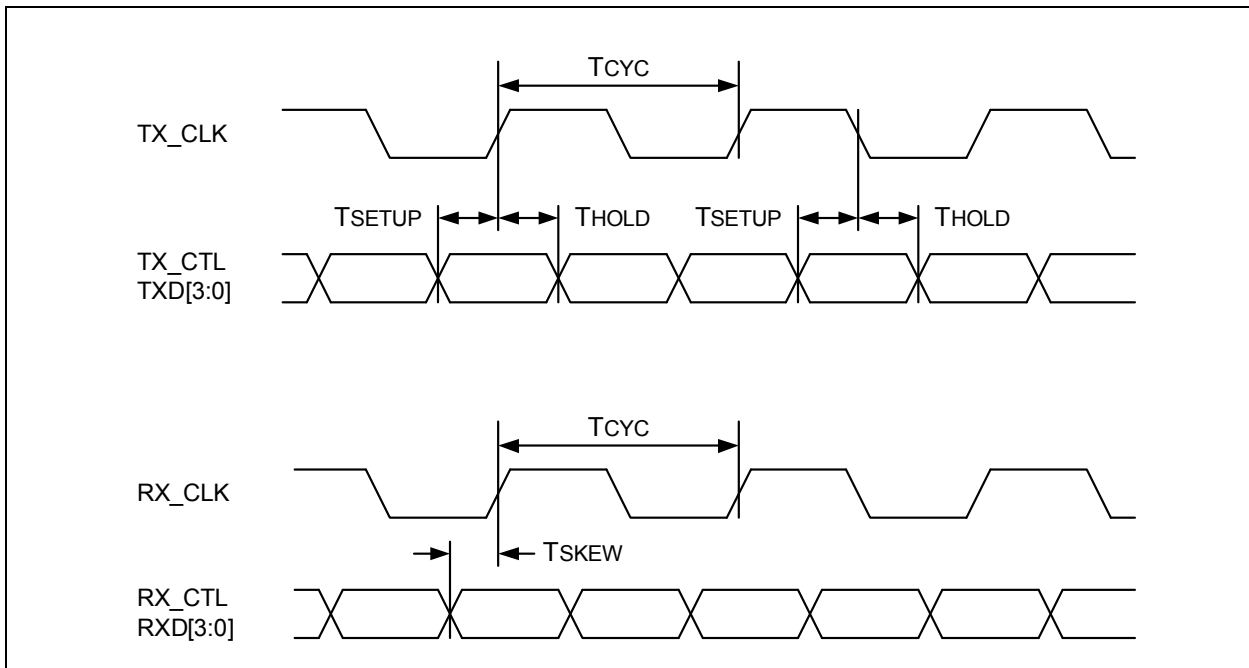 TCYC
TX_CLK
TSETUP THOLD TSETUP THOLD
TX_CTL
TXD[3:0]
TCYC
RX_CLK
TSKEW
RX_CTL
RXD[3:0]